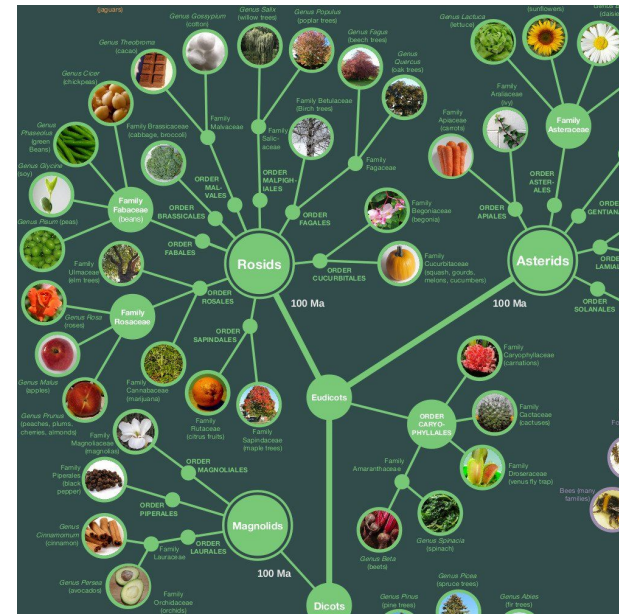 (jaguars)
Genus Gossypium
(cotton)
Genus Salix
(willow trees)
Genus Populus
(poplar trees)
Genus Fagus
(beech trees)
Genus
Quercus
(oak trees)
Genus Theobroma
(cacao)
Genus Cicer
(chickpeas)
Genus
Phaseolus
(green
Beans)
Genus Glycine
(soy)
Genus Pisum (peas)
Family Brassicaceae
(cabbage, broccoli)
Family
Malvaceae
Family
Salic-
aceae
Family Betulaceae
(Birch trees)
Family
Fagaceae
Family
Fabaceae
(beans)
ORDER
MAL-
VALES
ORDER
MALPIGH-
IALES
ORDER
BRASSICALES
ORDER
FAGALES
ORDER
FABALES
Family
Begoniaceae
(begonia)
Family
Cucurbitaceae
(squash, gourds,
melons, cucumbers)
ORDER
CUCURBITALES
Rosids
100 Ma
Family
Ulmaceae
(elm trees)
ORDER
ROSALES
Family
Rosaceae
Genus Rosa
(roses)
Genus Malus
(apples)
Genus Prunus
(peaches, plums,
cherries, almonds)
Family
Cannabaceae
(marijuana)
ORDER
SAPINDALES
Family
Rutaceae
(citrus fruits)
Family
Sapindaceae
(maple trees)
Genus Lactuca
(lettuce)
(sunflowers)
Family
Asteraceae
Family
Araliaceae
(ivy)
Family
Apiaceae
(carrots)
ORDER
ASTER-
ALES
ORDER
APIALES
ORDER
GENTIAN
ORDER
LAMIAL
ORDER
SOLANALES
Asterids
100 Ma
Eudicots
ORDER
CARYO-
PHYLLALES
Family
Caryophyllaceae
(carnations)
Family
Cactaceae
(cactuses)
Family
Droseraceae
(venus fly trap)
Family
Amaranthaceae
Genus Spinacia
(spinach)
Genus Beta
(beets)
Family
Magnoliaceae
(magnolias)
ORDER
MAGNOLIALES
Family
Piperales
(black
pepper)
ORDER
PIPERALES
Magnolids
100 Ma
Genus
Cinnamomum
(cinnamon)
ORDER
LAURALES
Family
Lauraceae
Genus Persea
(avocados)
Family
Orchidaceae
(orchids)
Dicots
Bees (many
families)
Genus Pinus
(pine trees)
Genus Picea
(spruce trees)
Genus Abies
(fir trees)